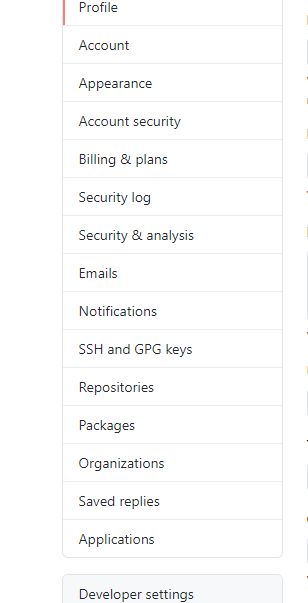 Profile
Account
Appearance
Account security
Billing & plans
Security log
Security & analysis
Emails
Notifications
SSH and GPG keys
Repositories
Packages
Organizations
Saved replies
Applications
Developer settings